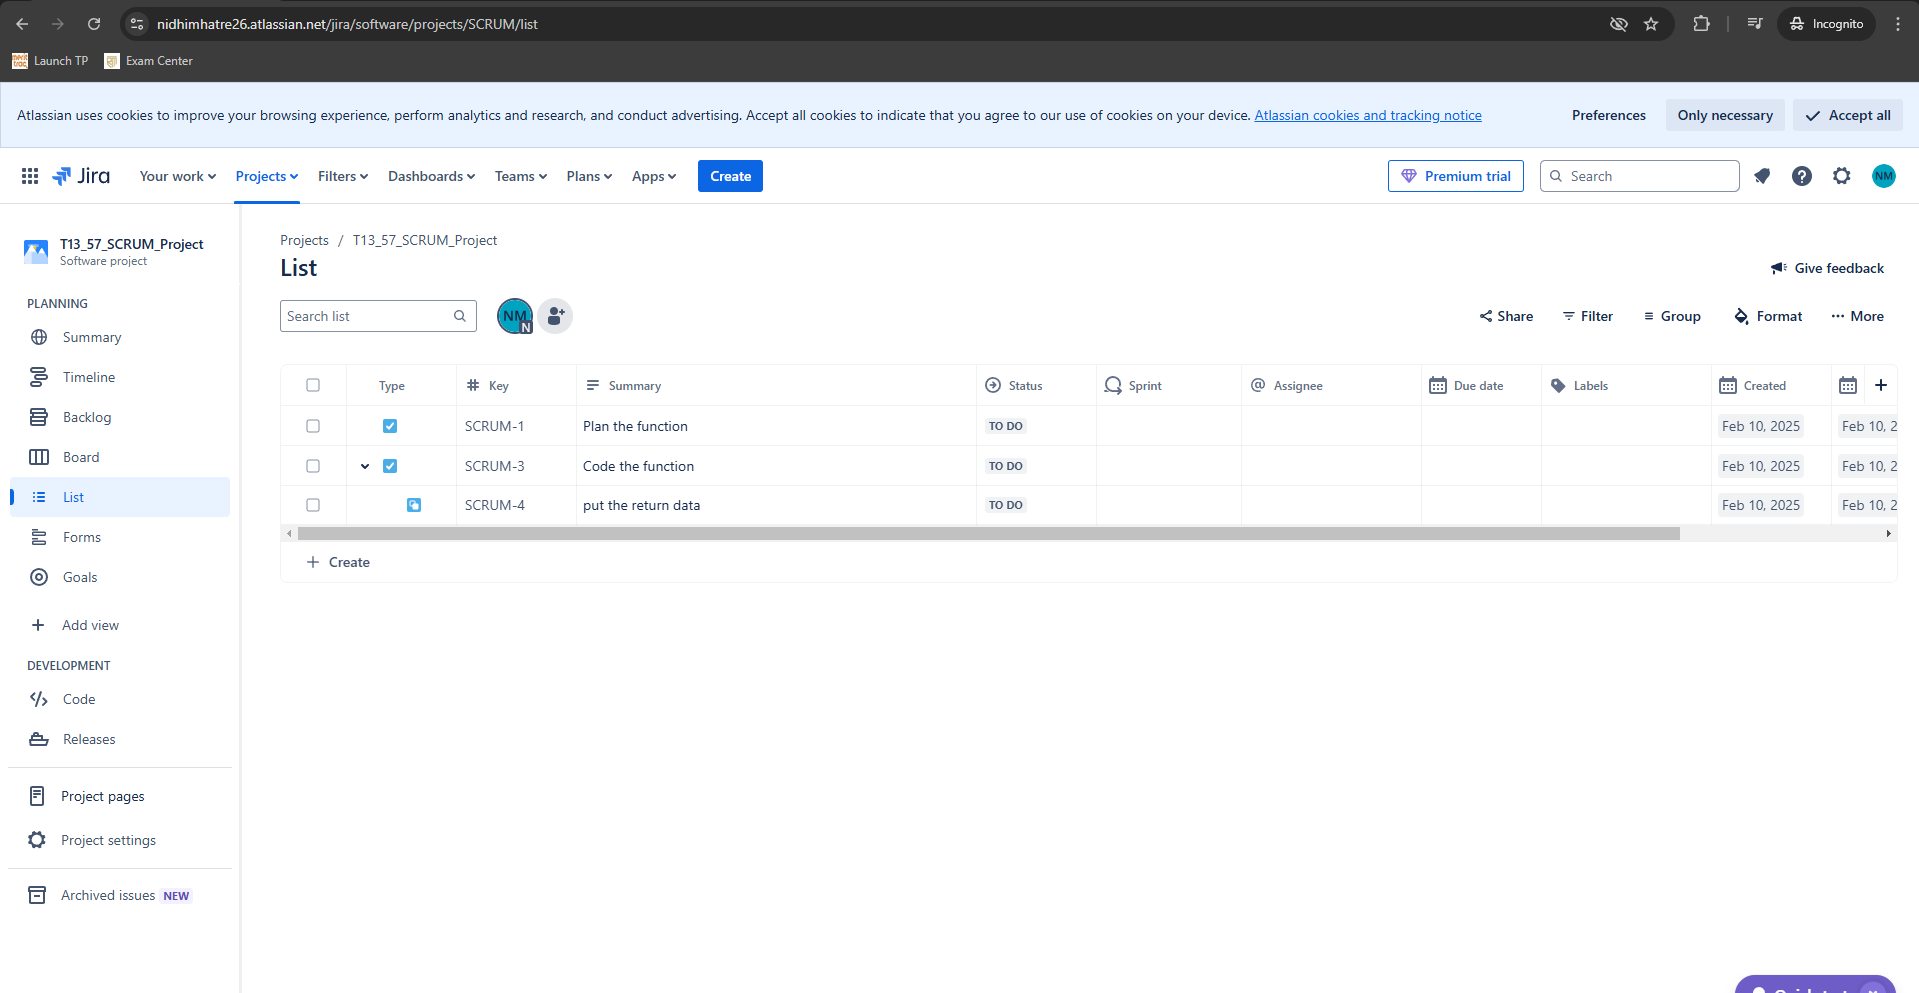 nidhimhatre26.atlassian.net/jira/software/projects/SCRUM/list
Incognito
Launch TP
Exam Center
Atlassian uses cookies to improve your browsing experience, perform analytics and research, and conduct advertising. Accept all cookies to indicate that you agree to our use of cookies on your device. Atlassian cookies and tracking notice
Preferences
Only necessary
Accept all
Jira
Your work
Projects
Filters
Dashboards
Teams
Plans
Apps
Create
Premium trial
Search
NM
T13_57_SCRUM_Project
Software project
PLANNING
Summary
Timeline
Backlog
Board
List
Forms
Goals
Add view
DEVELOPMENT
Code
Releases
Project pages
Project settings
Archived issues NEW
Projects / T13_57_SCRUM_Project
List
Give feedback
Search list
NM
N
Share
Filter
Group
Format
More
Type Key Summary Status Sprint Assignee Due date Labels Created
SCRUM-1 Plan the function TO DO Feb 10, 2025 Feb 10, 2
SCRUM-3 Code the function TO DO Feb 10, 2025 Feb 10, 2
SCRUM-4 put the return data TO DO Feb 10, 2025 Feb 10, 2
Create